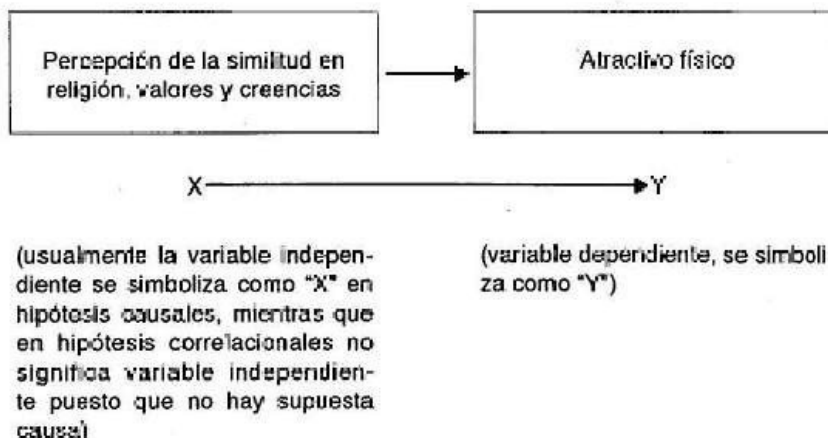 Percepción de la similitud en
religión, valores y creencias
Atractivo físico
X
Y
(usualmente la variable indepen-
diente se simboliza como "X" en
hipótesis causales, mientras que
en hipótesis correlacionales no
significa variable independien-
te puesto que no hay supuesta
causa)
(variable dependiente, se simboli
za como "Y")